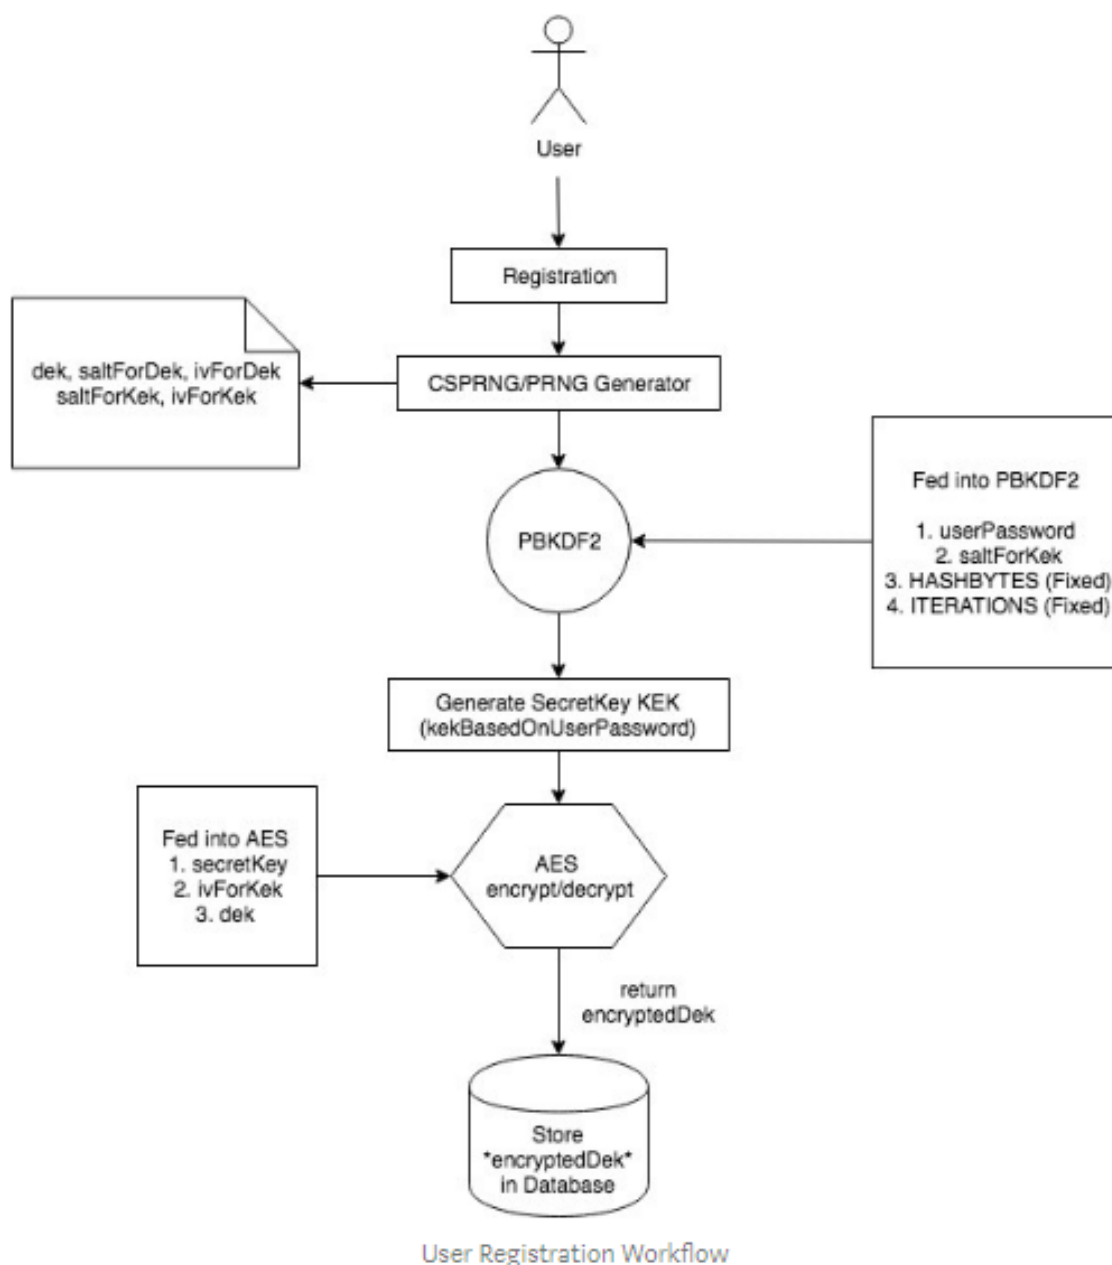 User
Registration
dek, saltForDek, ivForDek
saltForKek, ivForKek
CSPRNG/PRNG Generator
Fed into PBKDF2
1. userPassword
2. saltForKek
3. HASHBYTES (Fixed)
4. ITERATIONS (Fixed)
PBKDF2
Generate SecretKey KEK
(kekBasedOnUserPassword)
Fed into AES
1. secretKey
2. ivForKek
3. dek
AES
encrypt/decrypt
return
encryptedDek
Store
*encryptedDek*
in Database
User Registration Workflow